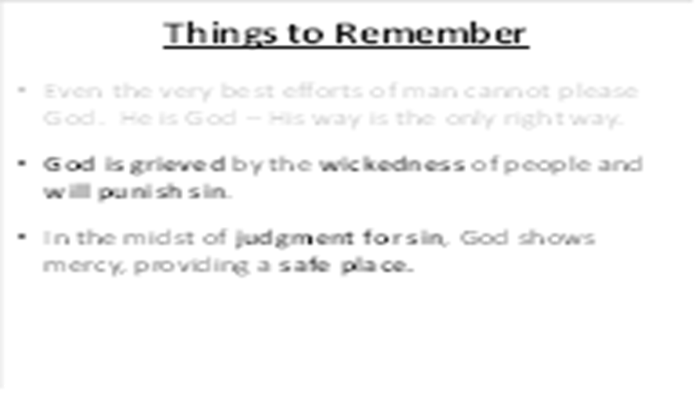 Things to Remember
• Even the very best efforts of man cannot please
God. He is God – His way is the only right way.
• God is grieved by the wickedness of people and
will punish sin.
• In the midst of judgment for sin, God shows
mercy, providing a safe place.